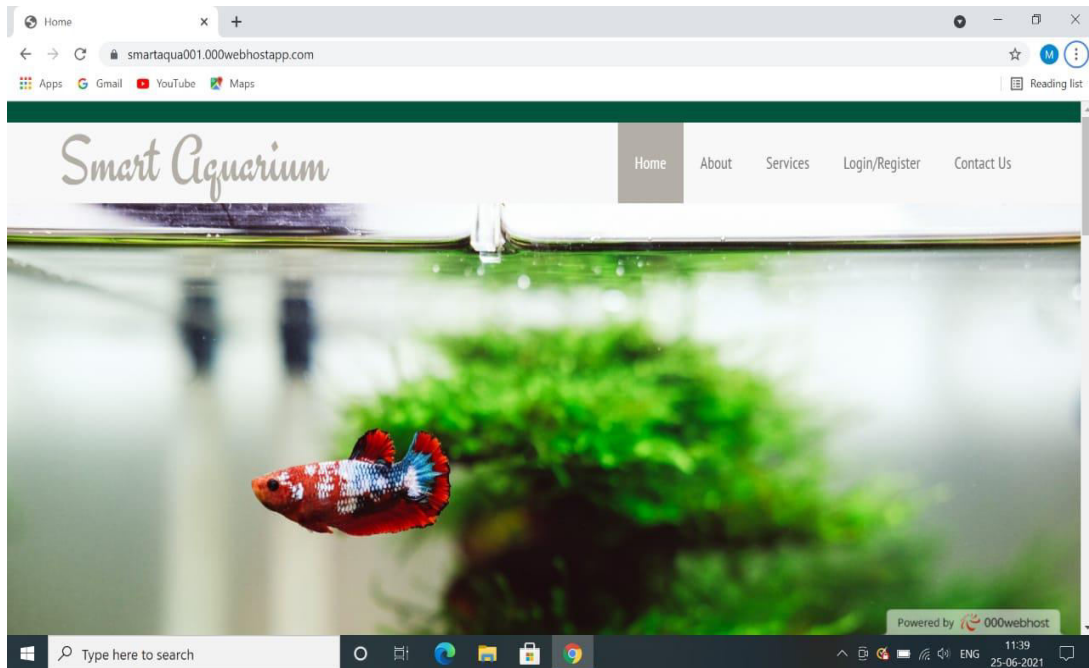 Home
smartaqua001.000webhostapp.com
M
Apps Gmail YouTube Maps Reading list
Smart Aquarium
Home About Services Login/Register Contact Us
Powered by 000webhost
Type here to search
ENG
11:39
25-06-2021